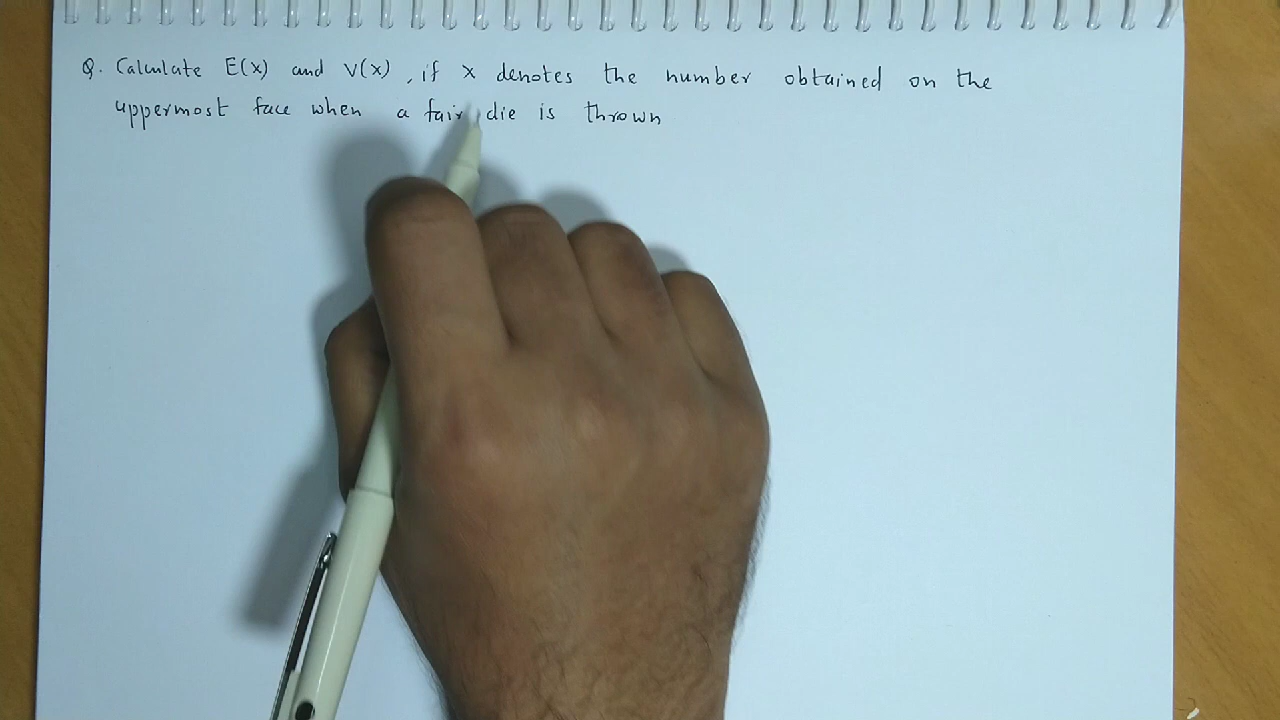 Q. Calculate E(x) and V(x) , if x denotes the number obtained on the
uppermost face when a fair die is thrown